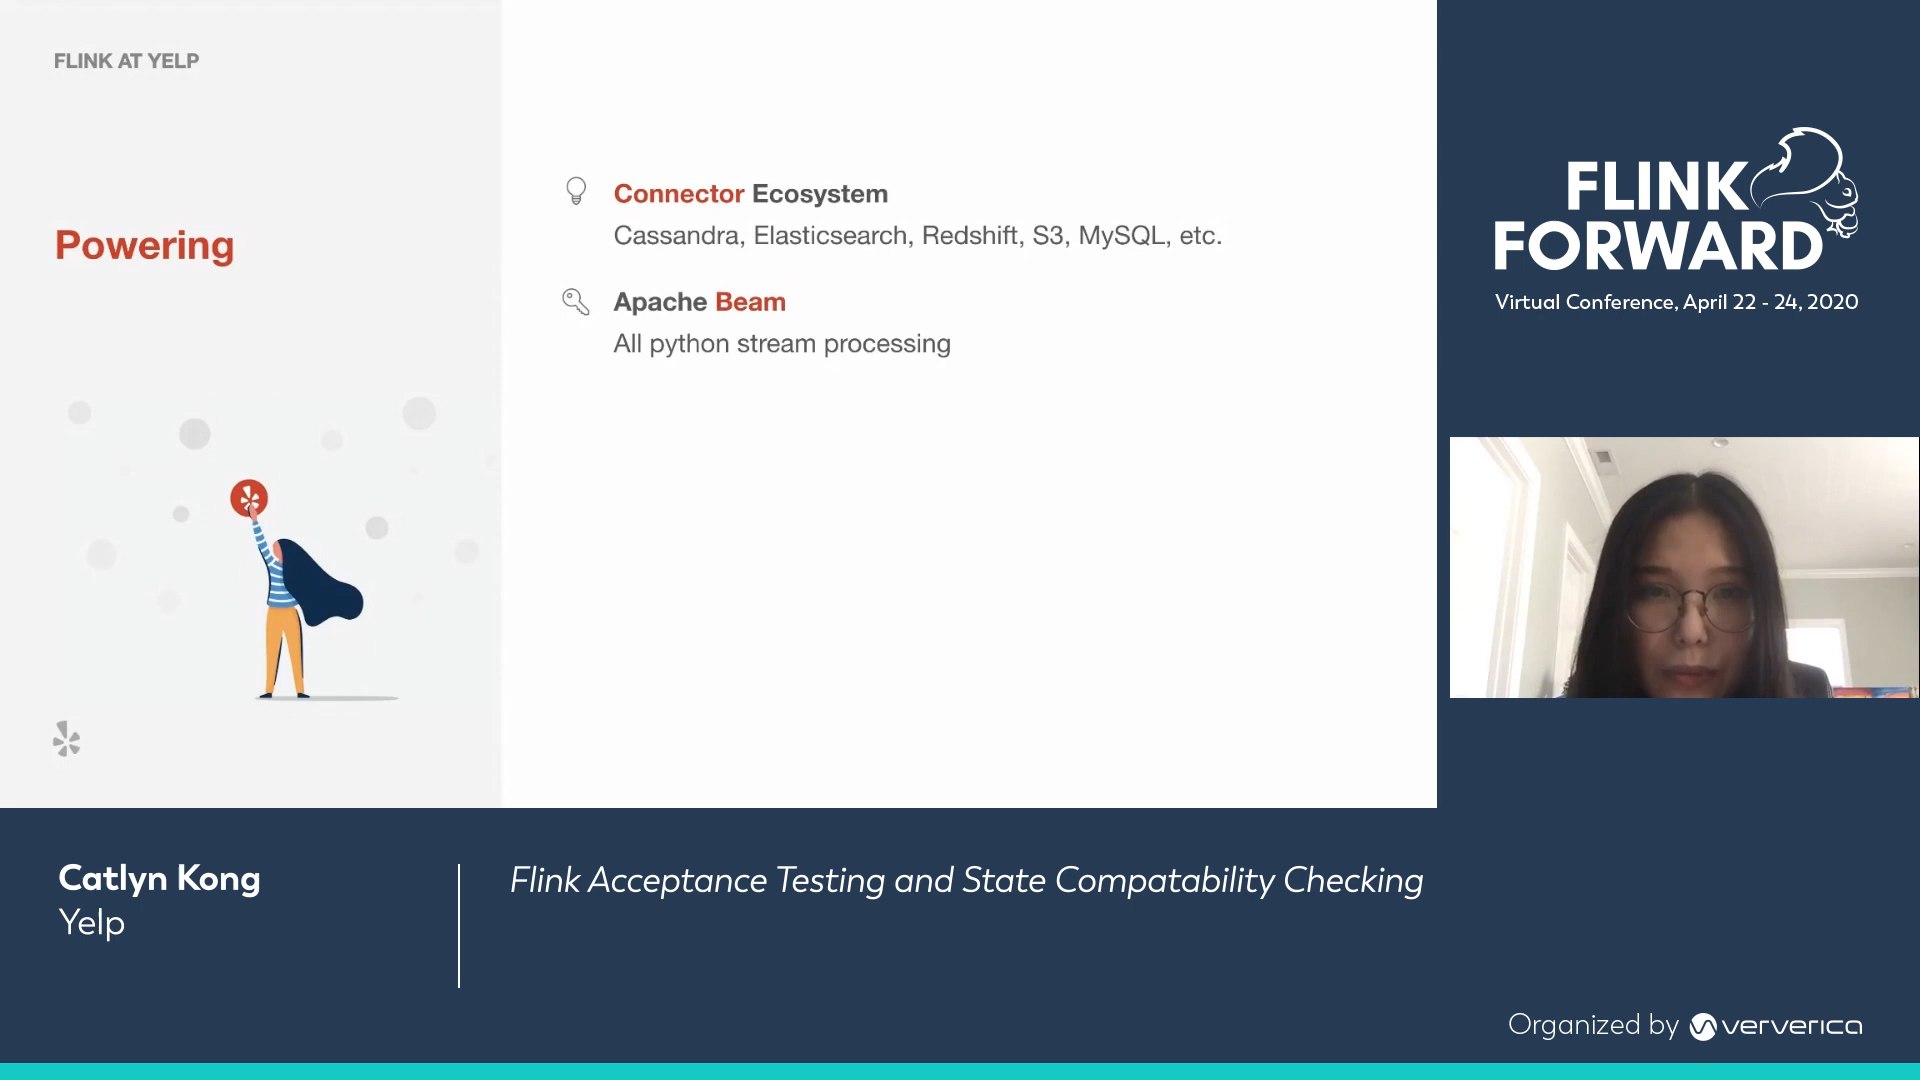 FLINK AT YELP
Powering
Connector Ecosystem
Cassandra, Elasticsearch, Redshift, S3, MySQL, etc.
Apache Beam
All python stream processing
FLINK
FORWARD
Virtual Conference, April 22 - 24, 2020
Catlyn Kong
Yelp
Flink Acceptance Testing and State Compatability Checking
Organized by ververica